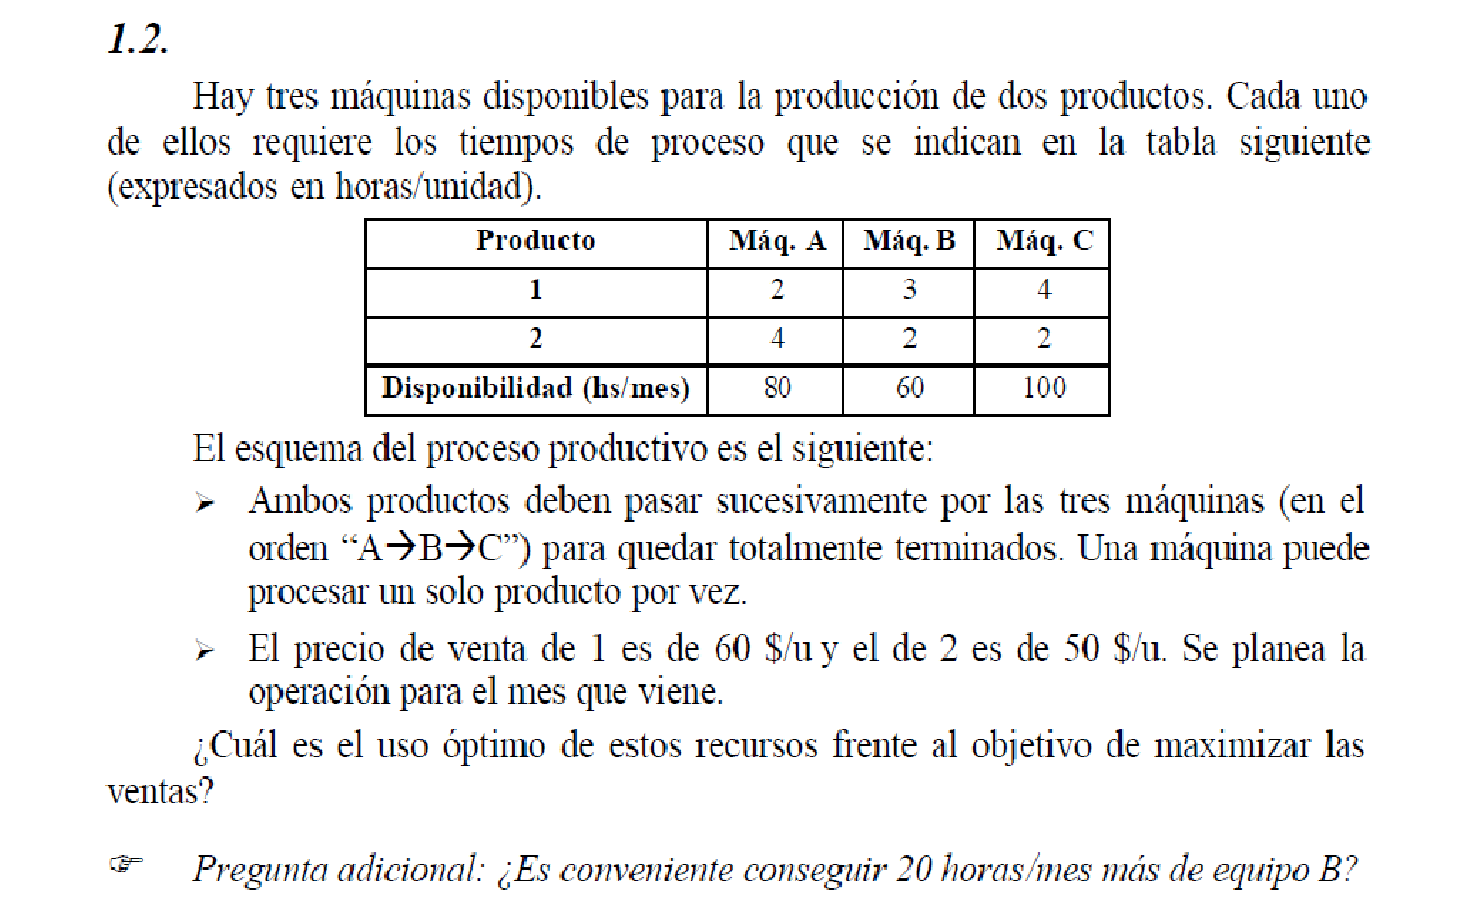 1.2.
Hay tres máquinas disponibles para la producción de dos productos. Cada uno
de ellos requiere los tiempos de proceso que se indican en la tabla siguiente
(expresados en horas/unidad).
Producto Máq. A Máq. B Máq. C
1 2 3 4
2 4 2 2
Disponibilidad (hs/mes) 80 60 100
El esquema del proceso productivo es el siguiente:
➢ Ambos productos deben pasar sucesivamente por las tres máquinas (en el
orden “A→B→C”) para quedar totalmente terminados. Una máquina puede
procesar un solo producto por vez.
➢ El precio de venta de 1 es de 60 $/u y el de 2 es de 50 $/u. Se planea la
operación para el mes que viene.
¿Cuál es el uso óptimo de estos recursos frente al objetivo de maximizar las
ventas?
☞ Pregunta adicional: ¿Es conveniente conseguir 20 horas/mes más de equipo B?